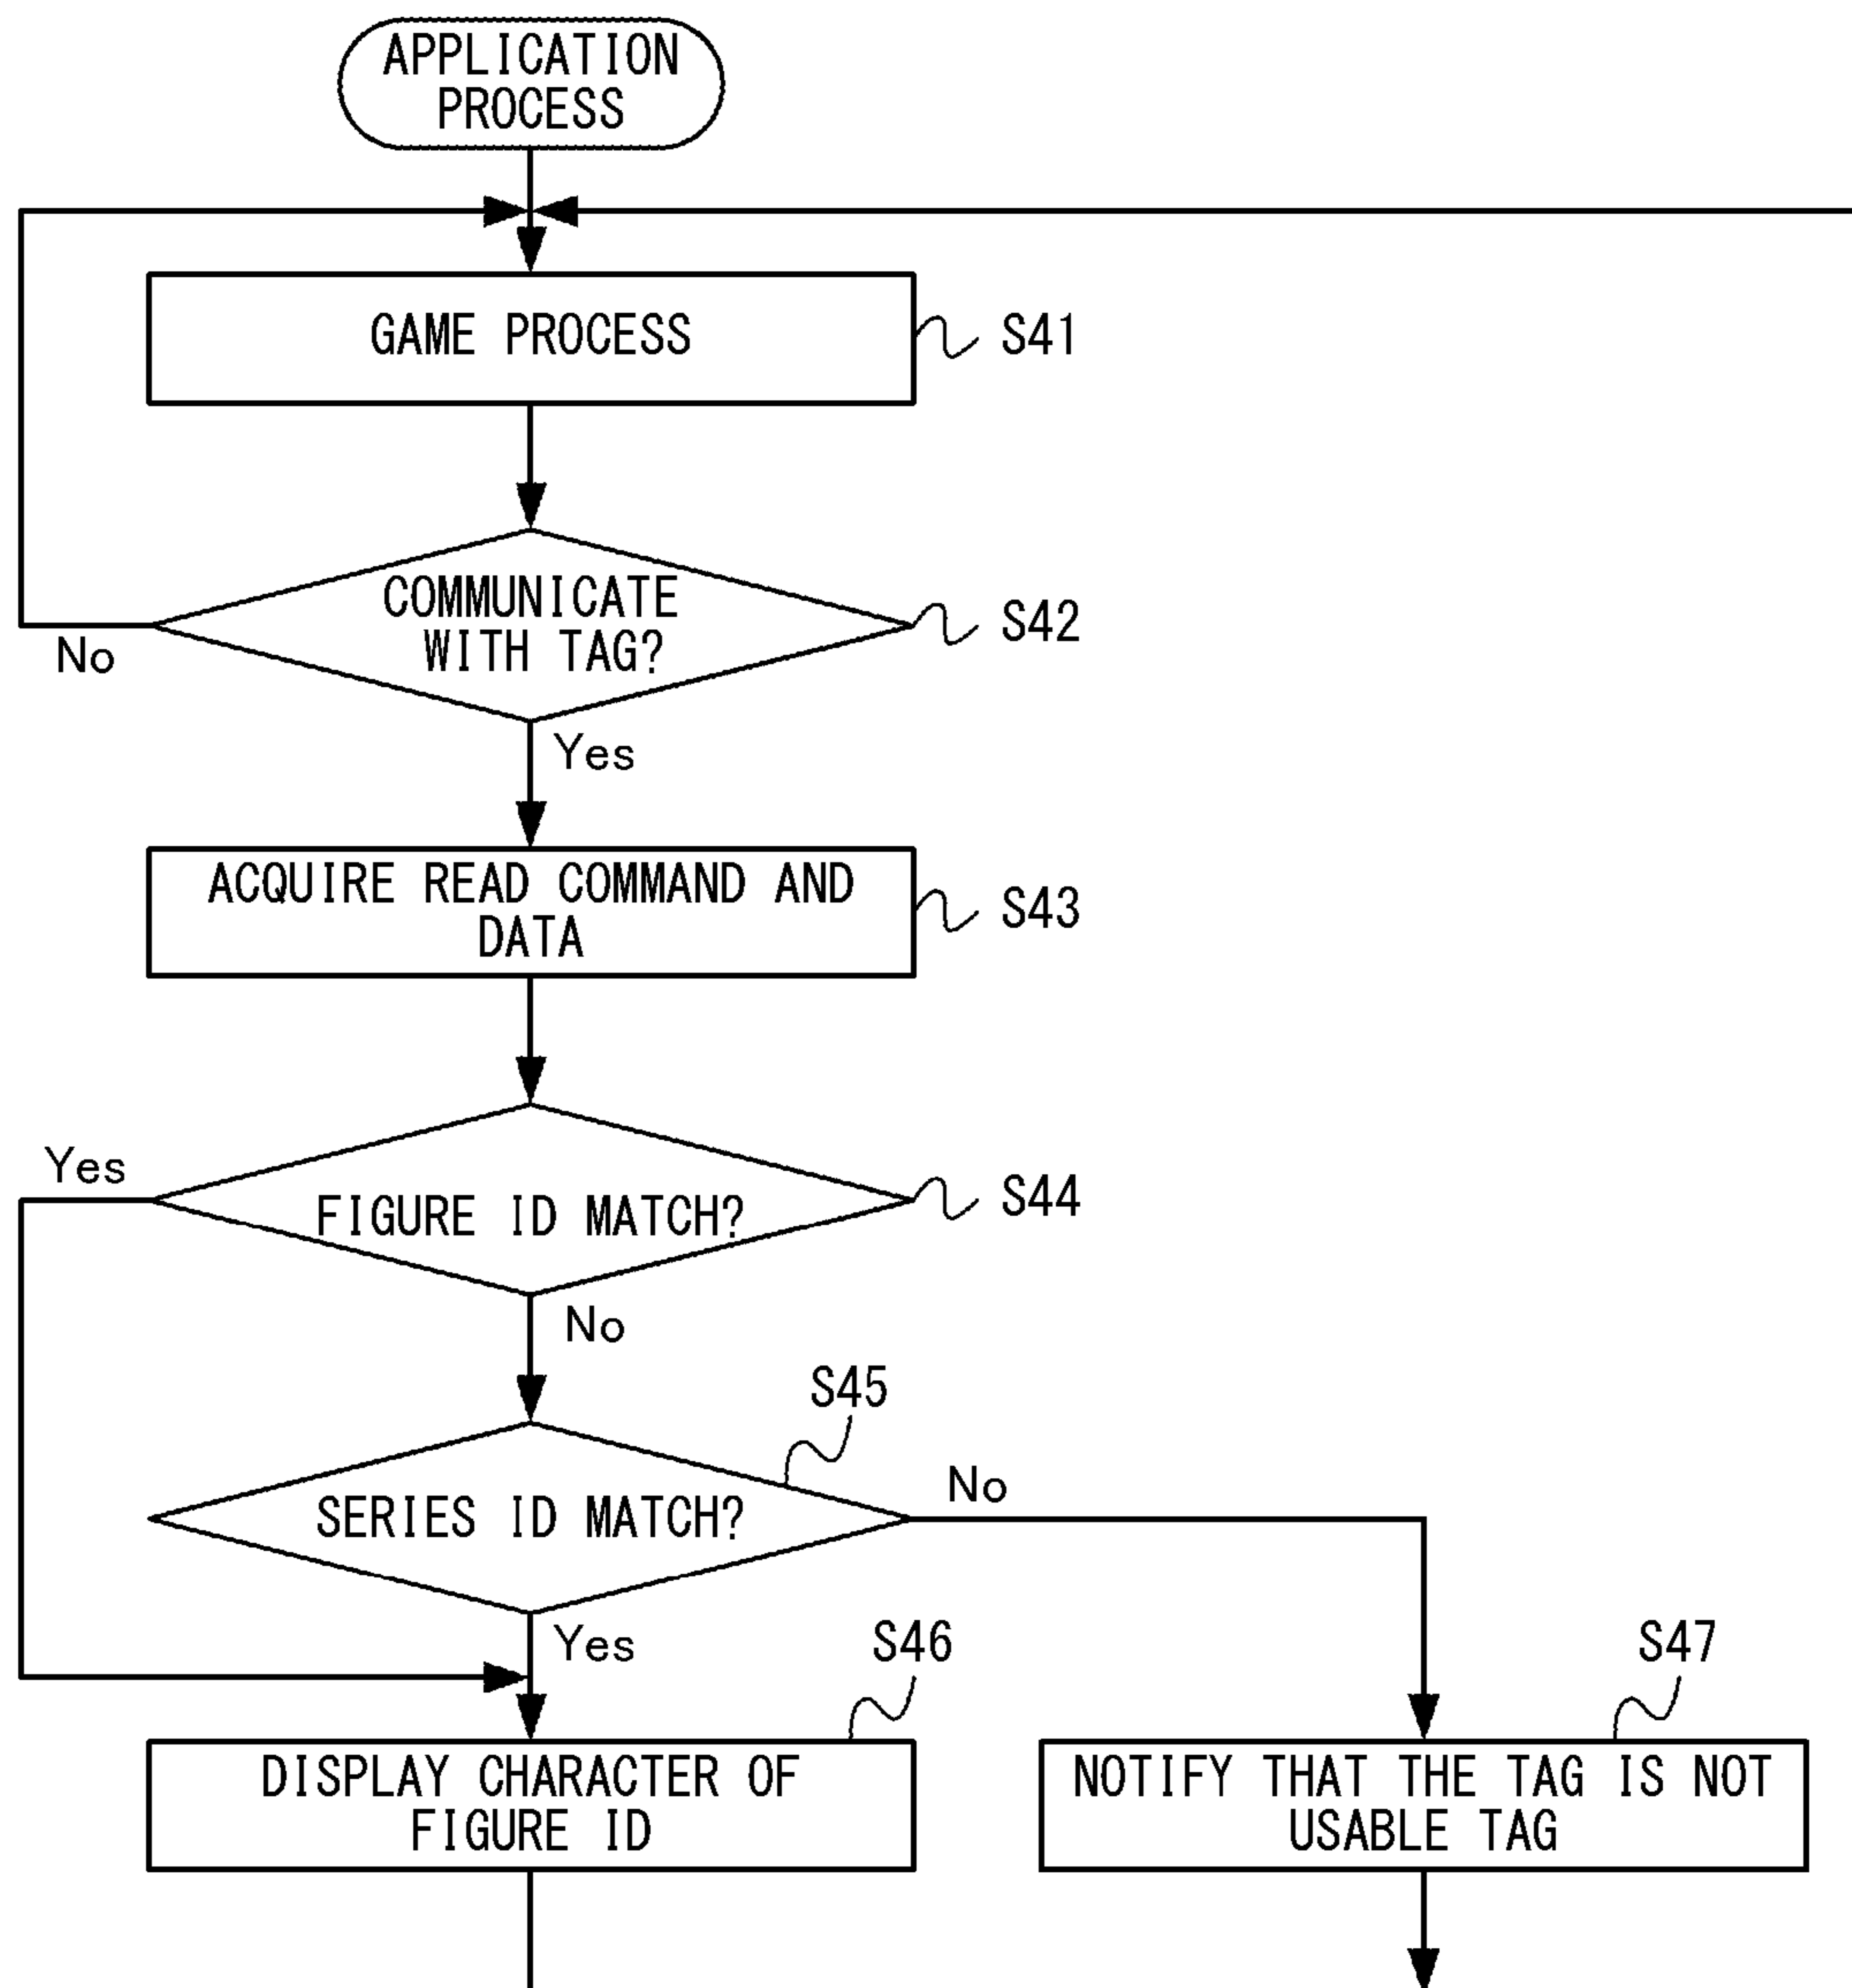 APPLICATION
PROCESS
GAME PROCESS
S41
COMMUNICATE
WITH TAG?
S42
No
Yes
ACQUIRE READ COMMAND AND
DATA
S43
Yes
FIGURE ID MATCH?
S44
No
S45
SERIES ID MATCH?
No
Yes
S46
S47
DISPLAY CHARACTER OF
FIGURE ID
NOTIFY THAT THE TAG IS NOT
USABLE TAG